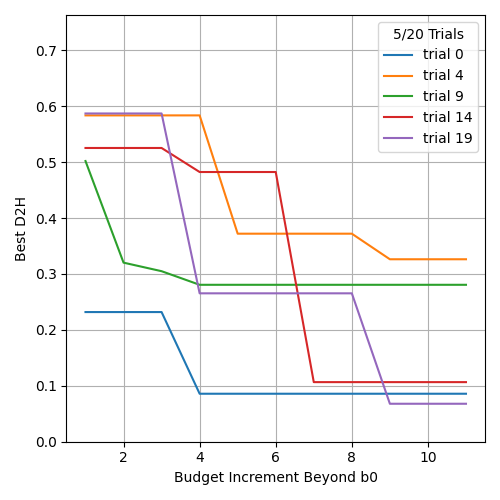 5/20 Trials
trial 0
trial 4
trial 9
trial 14
trial 19
0.7
0.6
0.5
0.4
0.3
0.2
0.1
0.0
Best D2H
2 4 6 8 10
Budget Increment Beyond b0